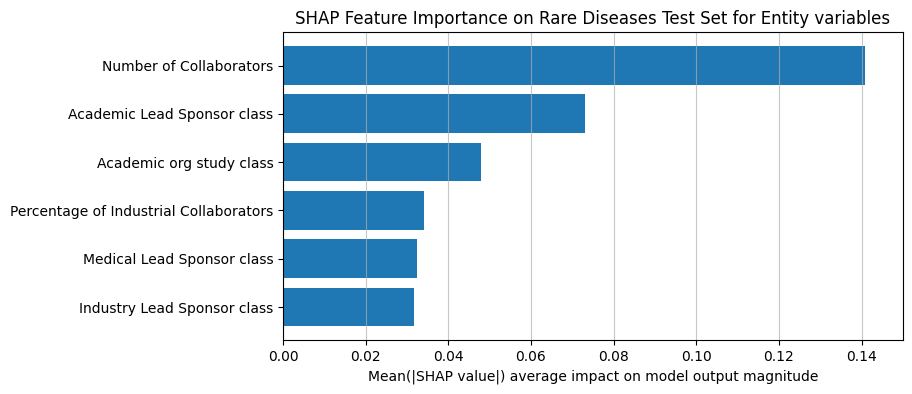 SHAP Feature Importance on Rare Diseases Test Set for Entity variables
Number of Collaborators
Academic Lead Sponsor class
Academic org study class
Percentage of Industrial Collaborators
Medical Lead Sponsor class
Industry Lead Sponsor class
0.00 0.02 0.04 0.06 0.08 0.10 0.12 0.14
Mean(|SHAP value|) average impact on model output magnitude